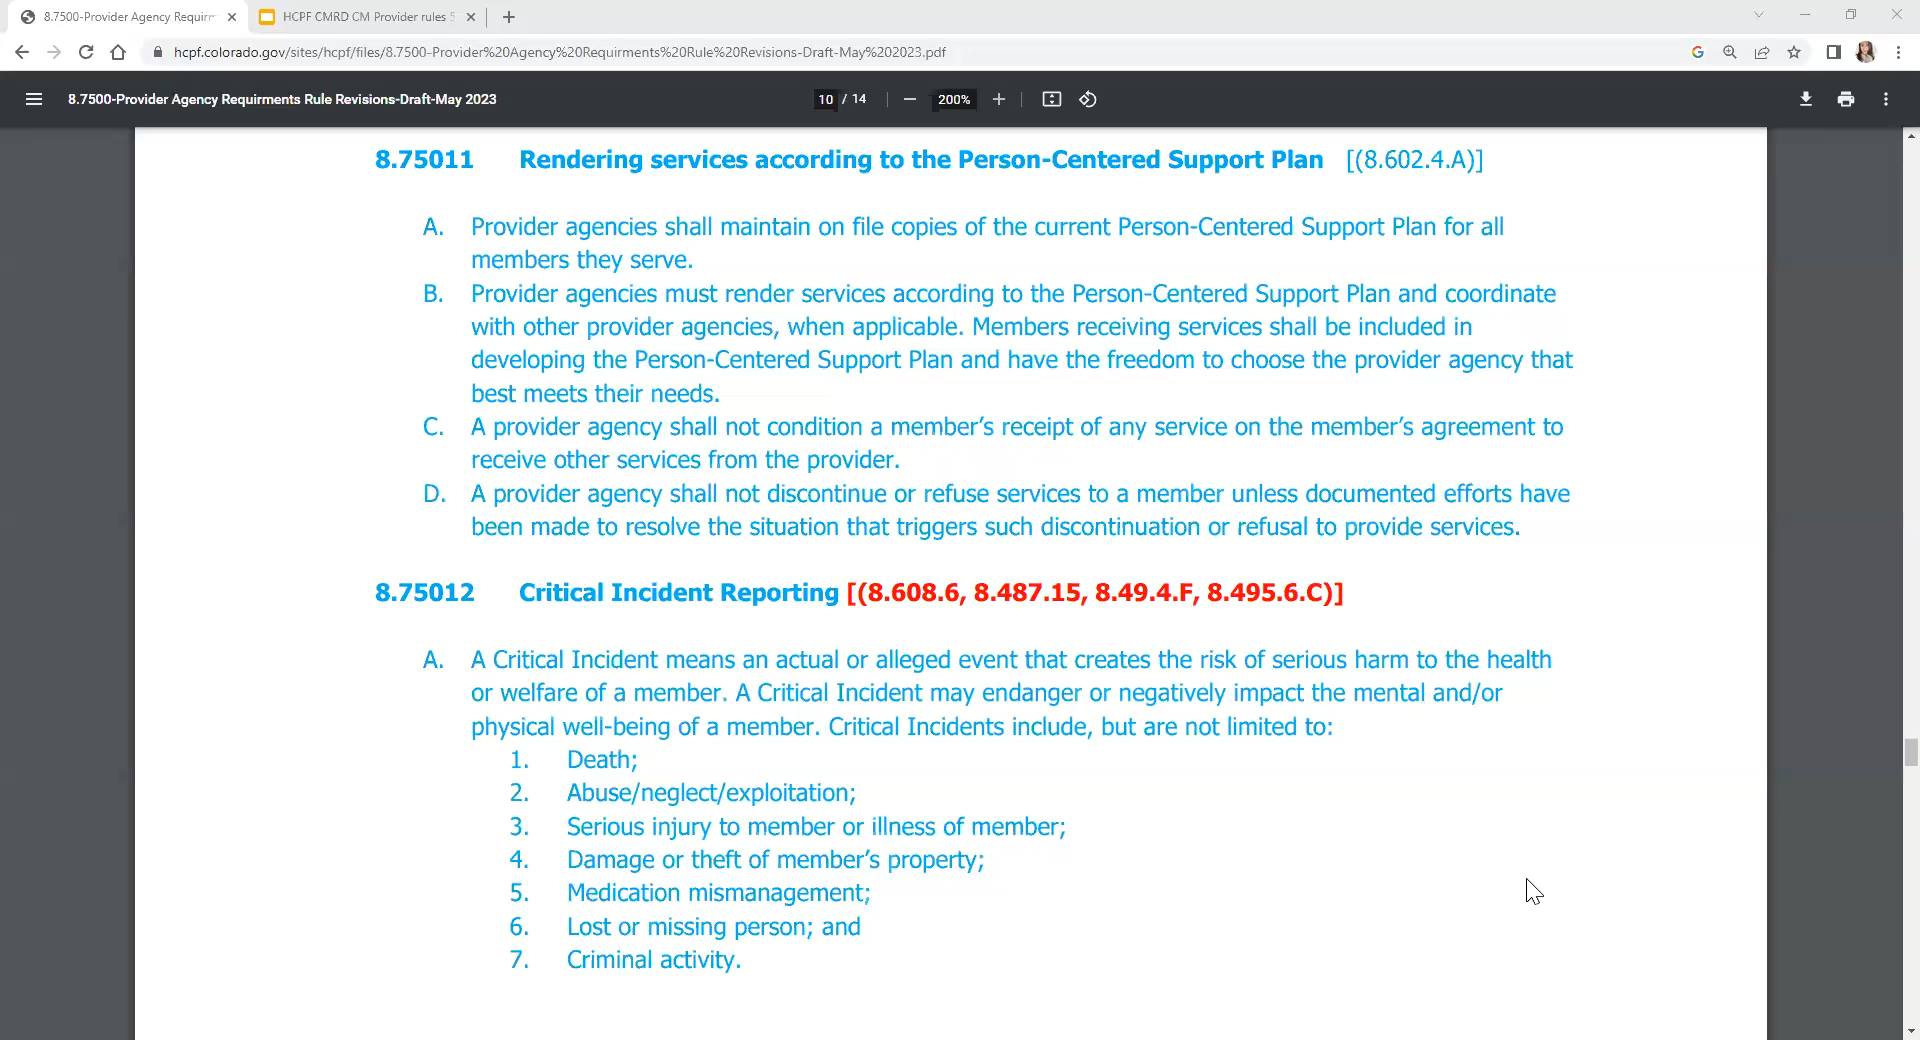 8.7500-Provider Agency Requirm
HCPF CMRD CM Provider rules 5
hcpf.colorado.gov/sites/hcpf/files/8.7500-Provider%20Agency%20Requirments%20Rule%20Revisions-Draft-May%202023.pdf
8.7500-Provider Agency Requirments Rule Revisions-Draft-May 2023
10 / 14
200%
8.75011 Rendering services according to the Person-Centered Support Plan [(8.602.4.A)]
A. Provider agencies shall maintain on file copies of the current Person-Centered Support Plan for all
members they serve.
B. Provider agencies must render services according to the Person-Centered Support Plan and coordinate
with other provider agencies, when applicable. Members receiving services shall be included in
developing the Person-Centered Support Plan and have the freedom to choose the provider agency that
best meets their needs.
C. A provider agency shall not condition a member's receipt of any service on the member's agreement to
receive other services from the provider.
D. A provider agency shall not discontinue or refuse services to a member unless documented efforts have
been made to resolve the situation that triggers such discontinuation or refusal to provide services.
8.75012 Critical Incident Reporting [(8.608.6, 8.487.15, 8.49.4.F, 8.495.6.C)]
A. A Critical Incident means an actual or alleged event that creates the risk of serious harm to the health
or welfare of a member. A Critical Incident may endanger or negatively impact the mental and/or
physical well-being of a member. Critical Incidents include, but are not limited to:
1. Death;
2. Abuse/neglect/exploitation;
3. Serious injury to member or illness of member;
4. Damage or theft of member's property;
5. Medication mismanagement;
6. Lost or missing person; and
7. Criminal activity.